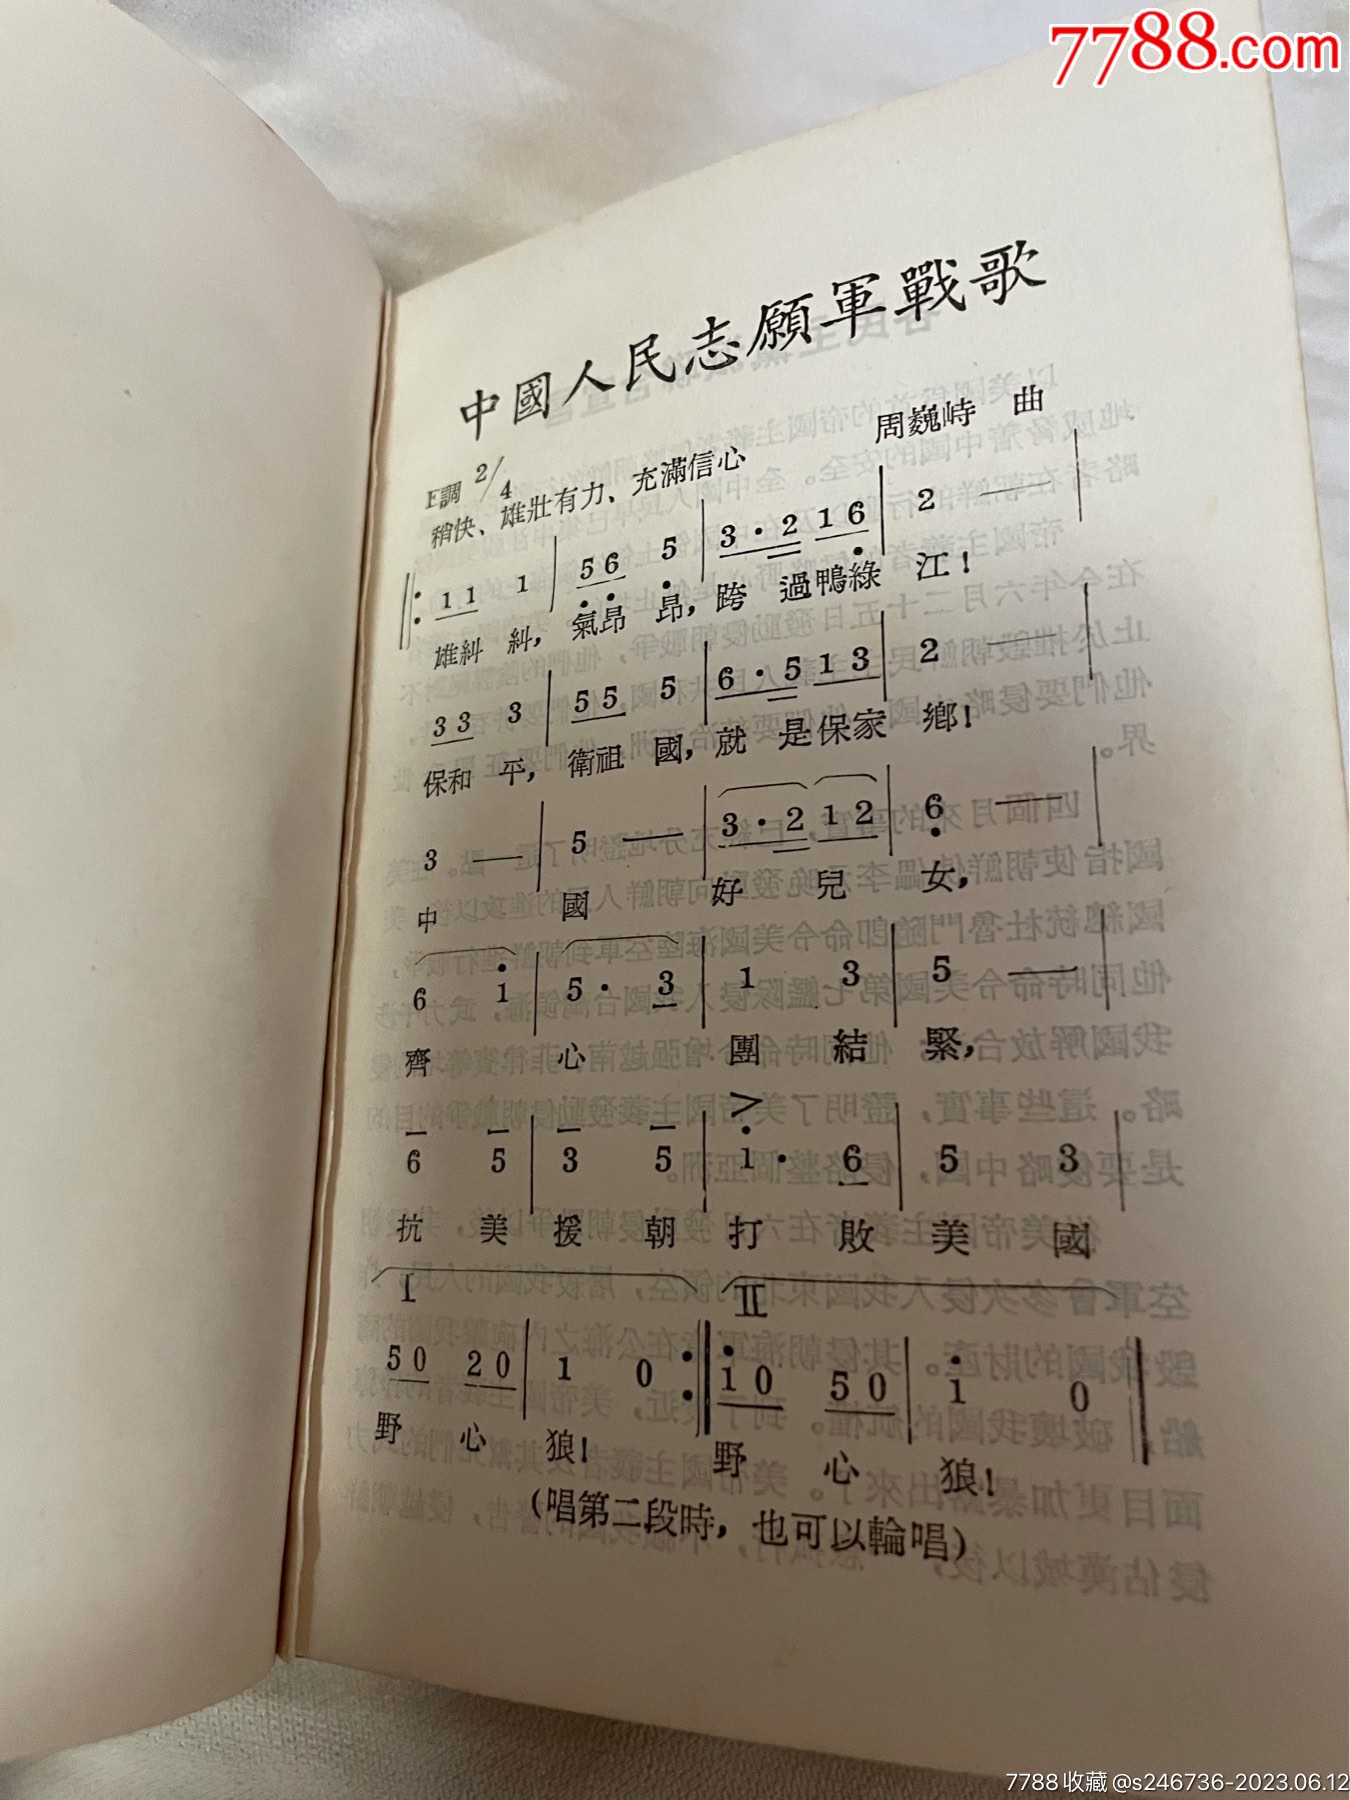 7788.com
中國人民志願軍戰歌
周巍峙 曲
F調 2/4
稍快、雄壯有力、充滿信心
1 1 1 | 5 6 5 | 3 · 2 1 6 | 2 — |
雄糾 糾, 氣昂 昂, 跨 過鴨綠 江!
3 3 3 | 5 5 5 | 6 · 5 1 3 | 2 — |
保和 平, 衛祖 國, 就 是保家 鄉!
3 — | 5 — | 3 · 2 1 2 | 6 — |
中 國 好 兒 女,
6 1 | 5 · 3 | 1 3 | 5 — |
齊 心 團 結 緊,
6 5 | 3 5 | 1 · 6 | 5 3 |
抗 美 援 朝 打 敗 美 國
I II
5 0 2 0 | 1 0 :| 1 0 5 0 | 1 0 ||
野 心 狼! 野 心 狼!
(唱第二段時, 也可以輪唱)
7788收藏 @s246736-2023.06.12